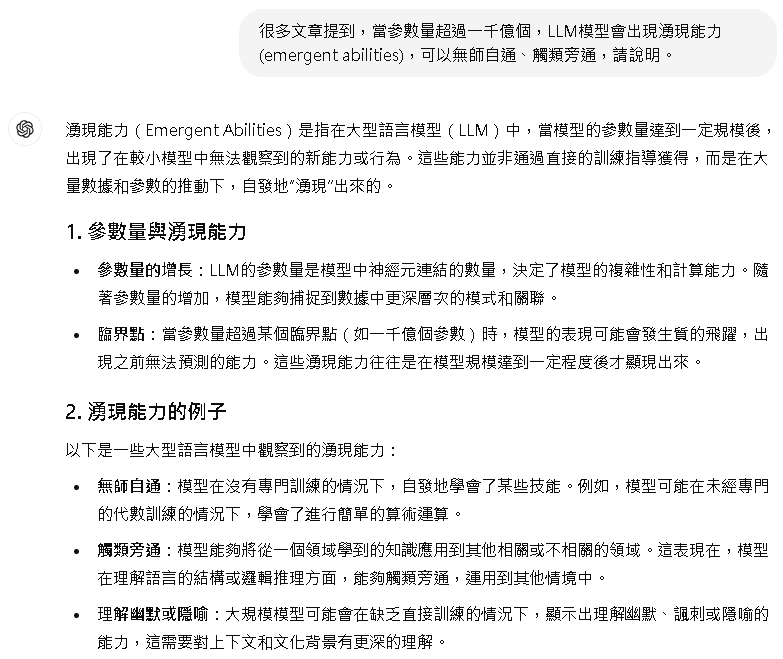 很多文章提到，當參數量超過一千億個，LLM模型會出現湧現能力
(emergent abilities)，可以無師自通、觸類旁通，請說明。
湧現能力（Emergent Abilities）是指在大型語言模型（LLM）中，當模型的參數量達到一定規模後，
出現了在較小模型中無法觀察到的新能力或行為。這些能力並非通過直接的訓練指導獲得，而是在大
量數據和參數的推動下，自發地“湧現”出來的。
1. 參數量與湧現能力
• 參數量的增長：LLM的參數量是模型中神經元連結的數量，決定了模型的複雜性和計算能力。隨
著參數量的增加，模型能夠捕捉到數據中更深層次的模式和關聯。
• 臨界點：當參數量超過某個臨界點（如一千億個參數）時，模型的表現可能會發生質的飛躍，出
現之前無法預測的能力。這些湧現能力往往是在模型規模達到一定程度後才顯現出來。
2. 湧現能力的例子
以下是一些大型語言模型中觀察到的湧現能力：
• 無師自通：模型在沒有專門訓練的情況下，自發地學會了某些技能。例如，模型可能在未經專門
的代數訓練的情況下，學會了進行簡單的算術運算。
• 觸類旁通：模型能夠將從一個領域學到的知識應用到其他相關或不相關的領域。這表現在，模型
在理解語言的結構或邏輯推理方面，能夠觸類旁通，運用到其他情境中。
• 理解幽默或隱喻：大規模模型可能會在缺乏直接訓練的情況下，顯示出理解幽默、諷刺或隱喻的
能力，這需要對上下文和文化背景有更深的理解。